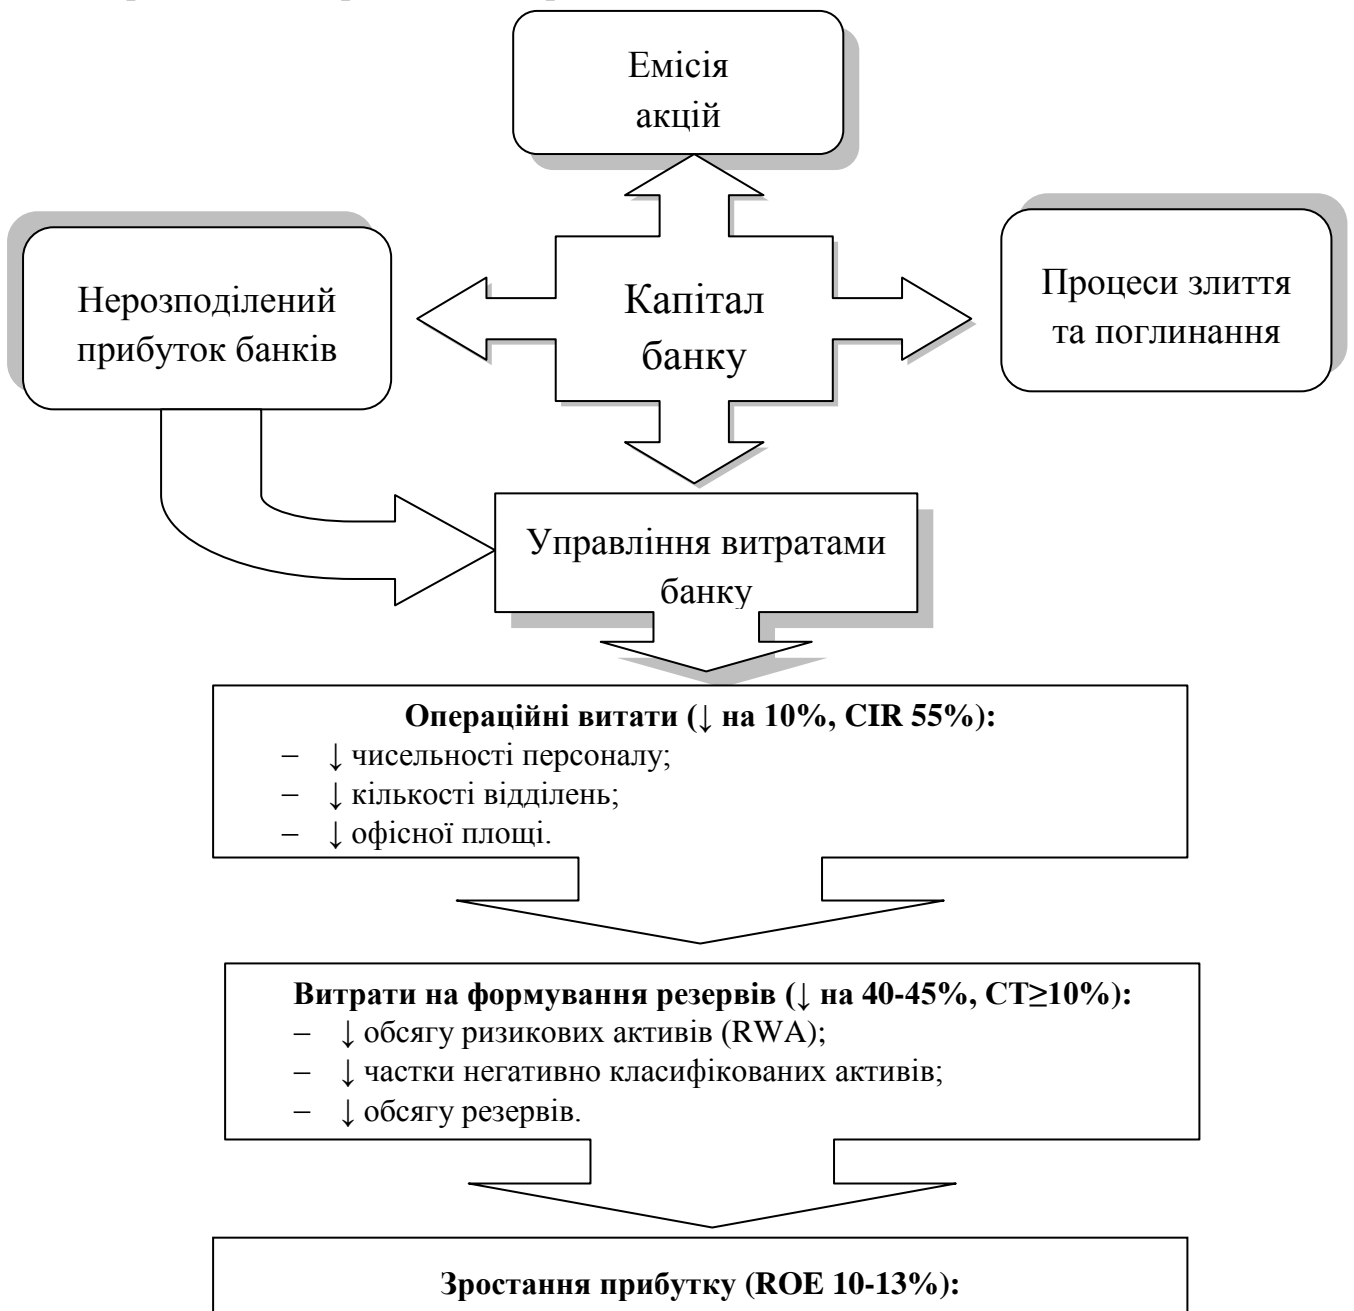 Емісія
акцій
Нерозподілений
прибуток банків
Капітал
банку
Процеси злиття
та поглинання
Управління витратами
банку
Операційні витати (↓ на 10%, CIR 55%):
– ↓ чисельності персоналу;
– ↓ кількості відділень;
– ↓ офісної площі.
Витрати на формування резервів (↓ на 40-45%, CT≥10%):
– ↓ обсягу ризикових активів (RWA);
– ↓ частки негативно класифікованих активів;
– ↓ обсягу резервів.
Зростання прибутку (ROE 10-13%):